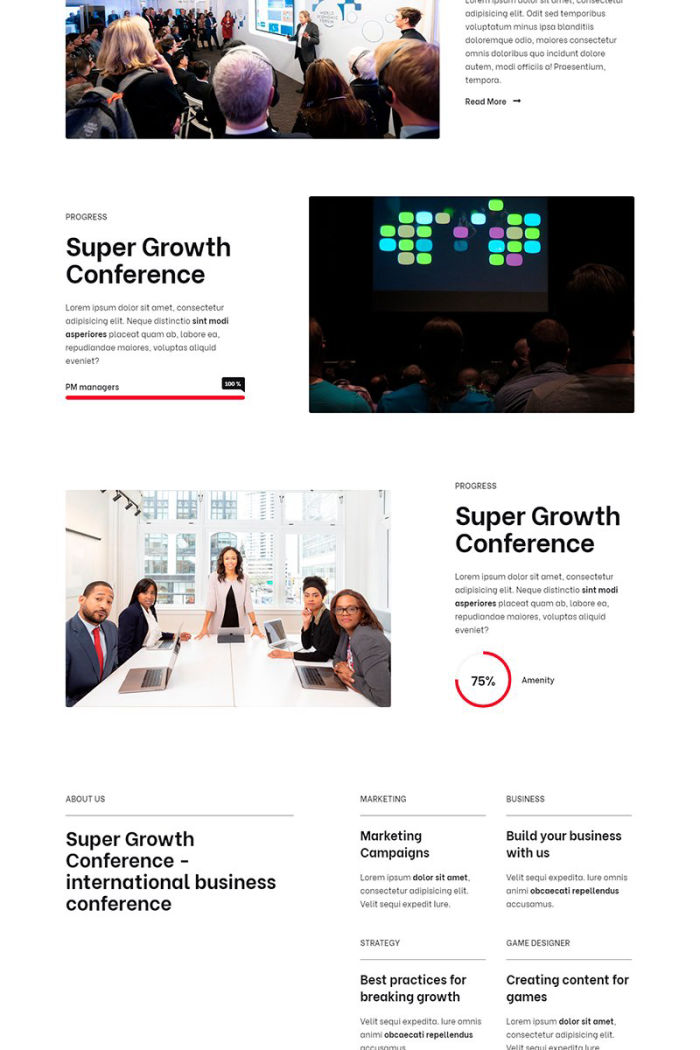 Lorem ipsum dolor sit amet, consectetur
adipisicing elit. Odit sed temporibus
voluptatum minus ipsa blanditiis
doloremque odio, maiores consectetur
omnis doloribus quo incidunt dolore
autem, modi officiis a! Praesentium,
tempora.
Read More →
WORLD
ECONOMIC
FORUM
PROGRESS
Super Growth
Conference
Lorem ipsum dolor sit amet, consectetur
adipisicing elit. Neque distinctio sint modi
asperiores placeat quam ab, labore ea,
repudiandae maiores, voluptas aliquid
eveniet?
PM managers
100 %
PROGRESS
Super Growth
Conference
Lorem ipsum dolor sit amet, consectetur
adipisicing elit. Neque distinctio sint modi
asperiores placeat quam ab, labore ea,
repudiandae maiores, voluptas aliquid
eveniet?
75%
Amenity
ABOUT US
Super Growth
Conference -
international business
conference
MARKETING
Marketing
Campaigns
Lorem ipsum dolor sit amet,
consectetur adipisicing elit.
Velit sequi expedit Iure.
BUSINESS
Build your business
with us
Velit sequi expedita. Iure omnis
animi obcaecati repellendus
accusamus.
STRATEGY
Best practices for
breaking growth
Velit sequi expedita. Iure omnis
animi obcaecati repellendus
accusamus.
GAME DESIGNER
Creating content for
games
Lorem ipsum dolor sit amet,
consectetur adipisicing elit.
Velit sequi expedita Iure.